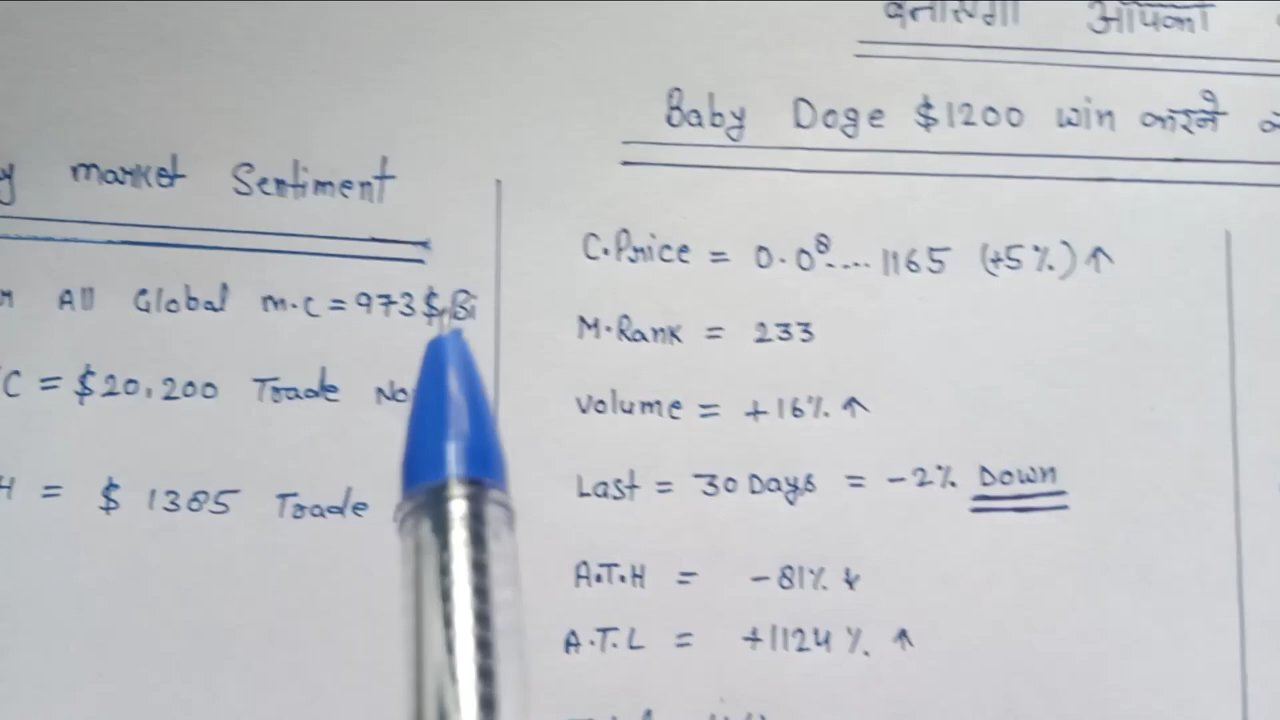 आपका
Baby Doge $1200 win करने
market Sentiment
All Global m.c = 973 $ Bi
C = $20,200 Trade
H = $ 1385 Trade
C.Price = 0.0⁸.... 1165 (+5%) ↑
M.Rank = 233
Volume = +16% ↑
Last = 30 Days = -2% Down
A.T.H = -81% ↓
A.T.L = +1124 %. ↑